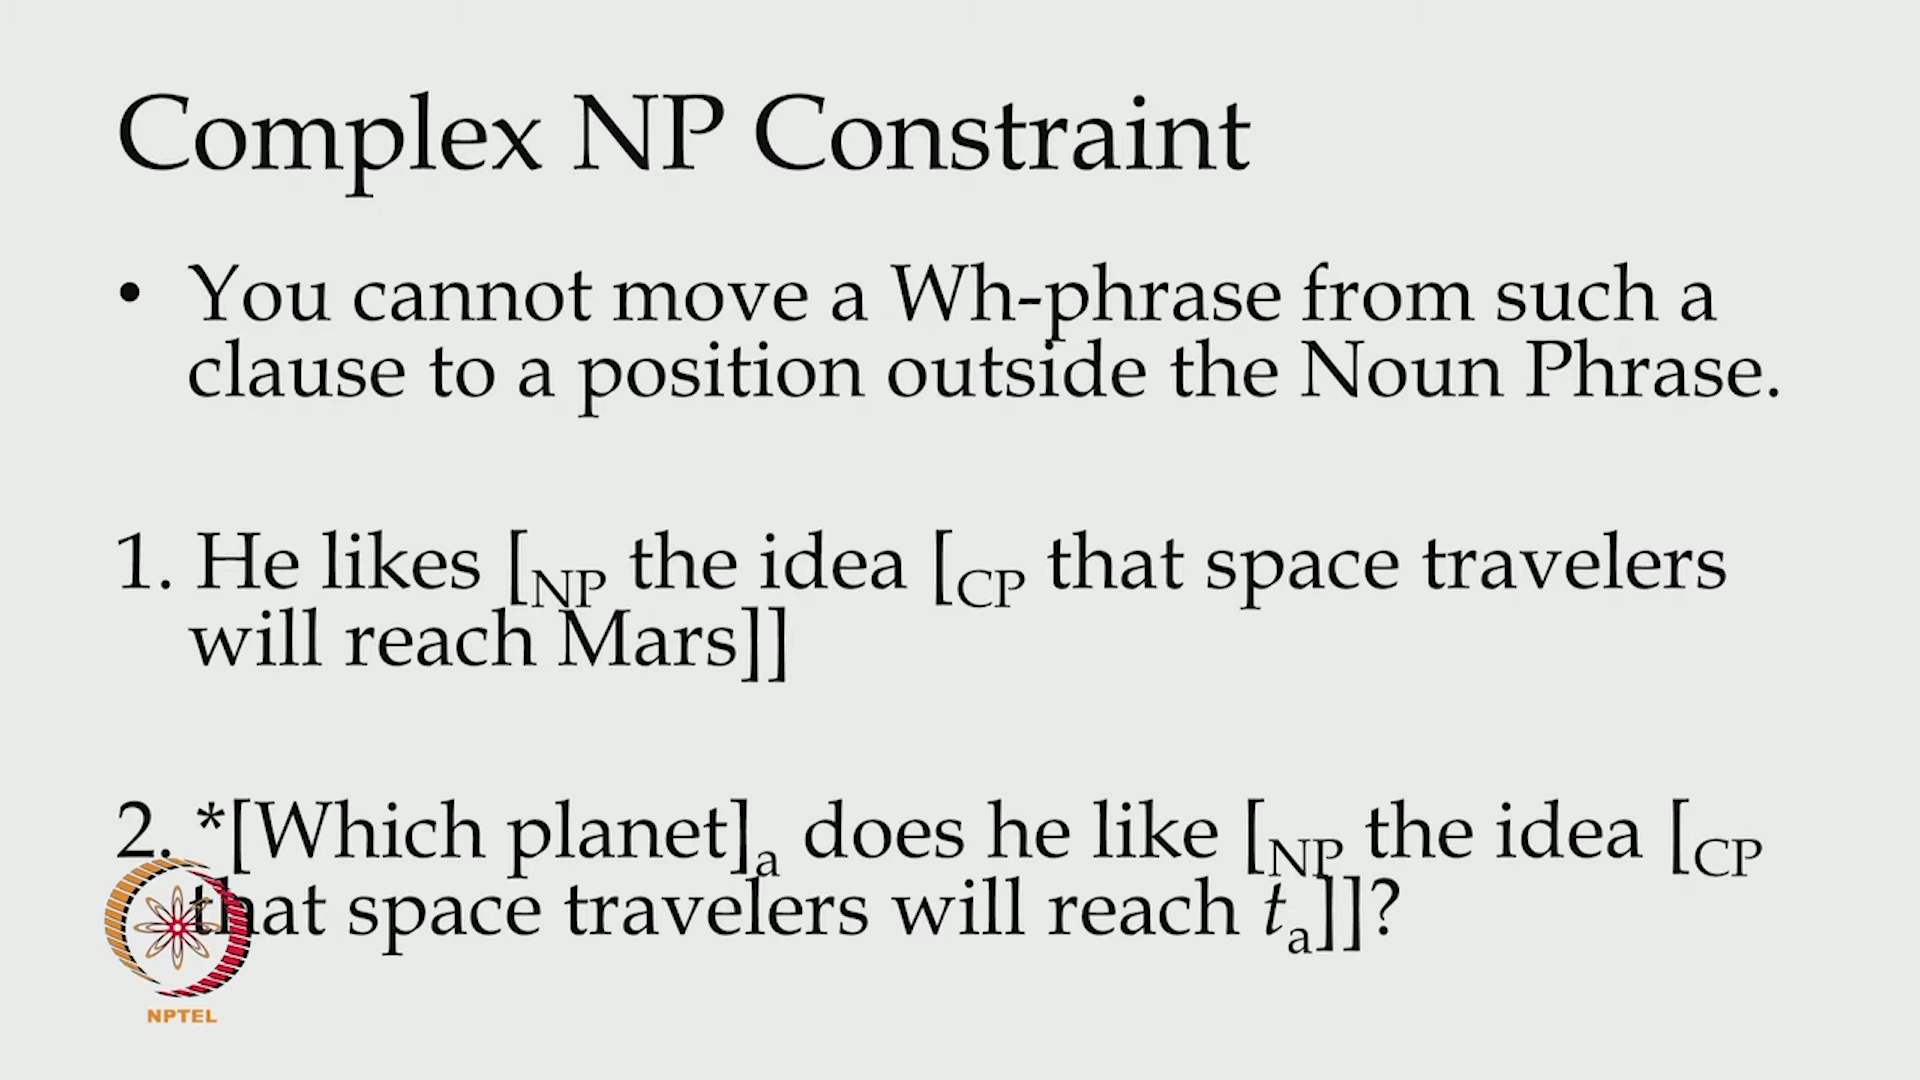 Complex NP Constraint
• You cannot move a Wh-phrase from such a
clause to a position outside the Noun Phrase.
1. He likes [NP the idea [CP that space travelers
will reach Mars]]
2. *[Which planet]a does he like [NP the idea [CP
that space travelers will reach ta]]?
NPTEL